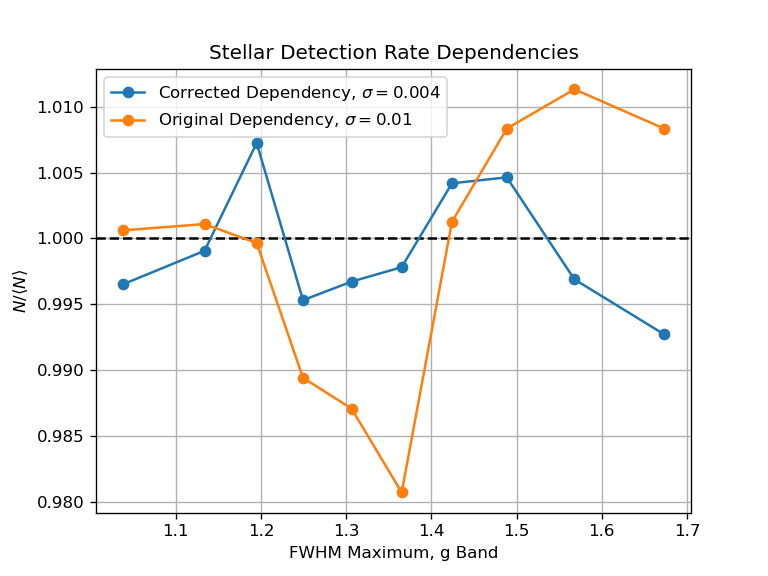 Stellar Detection Rate Dependencies
Corrected Dependency, σ = 0.004
Original Dependency, σ = 0.01
1.010
1.005
1.000
0.995
0.990
0.985
0.980
N/⟨N⟩
1.1 1.2 1.3 1.4 1.5 1.6 1.7
FWHM Maximum, g Band